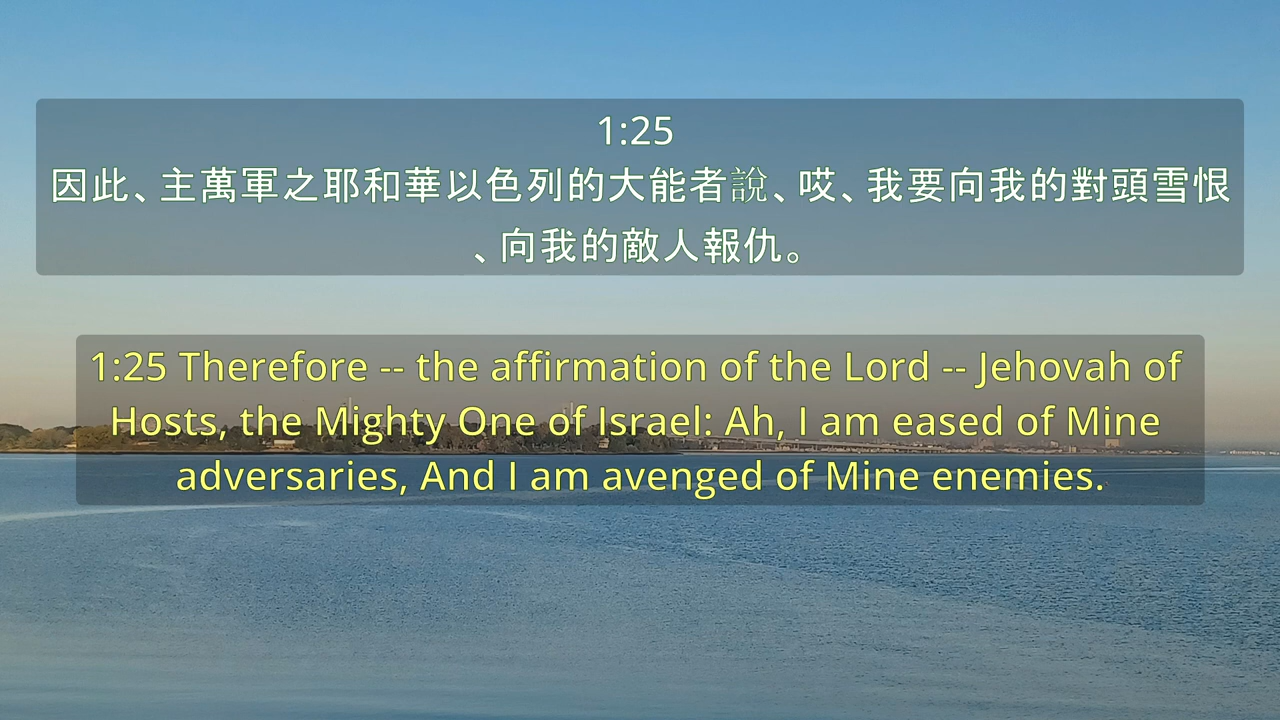 1:25
因此、主萬軍之耶和華以色列的大能者說、哎、我要向我的對頭雪恨
、向我的敵人報仇。
1:25 Therefore -- the affirmation of the Lord -- Jehovah of
Hosts, the Mighty One of Israel: Ah, I am eased of Mine
adversaries, And I am avenged of Mine enemies.